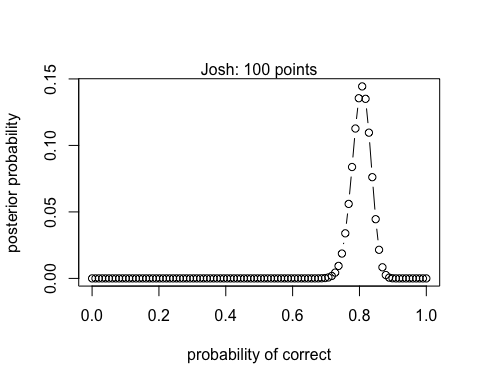 Josh: 100 points
posterior probability
0.15
0.10
0.05
0.00
0.0 0.2 0.4 0.6 0.8 1.0
probability of correct